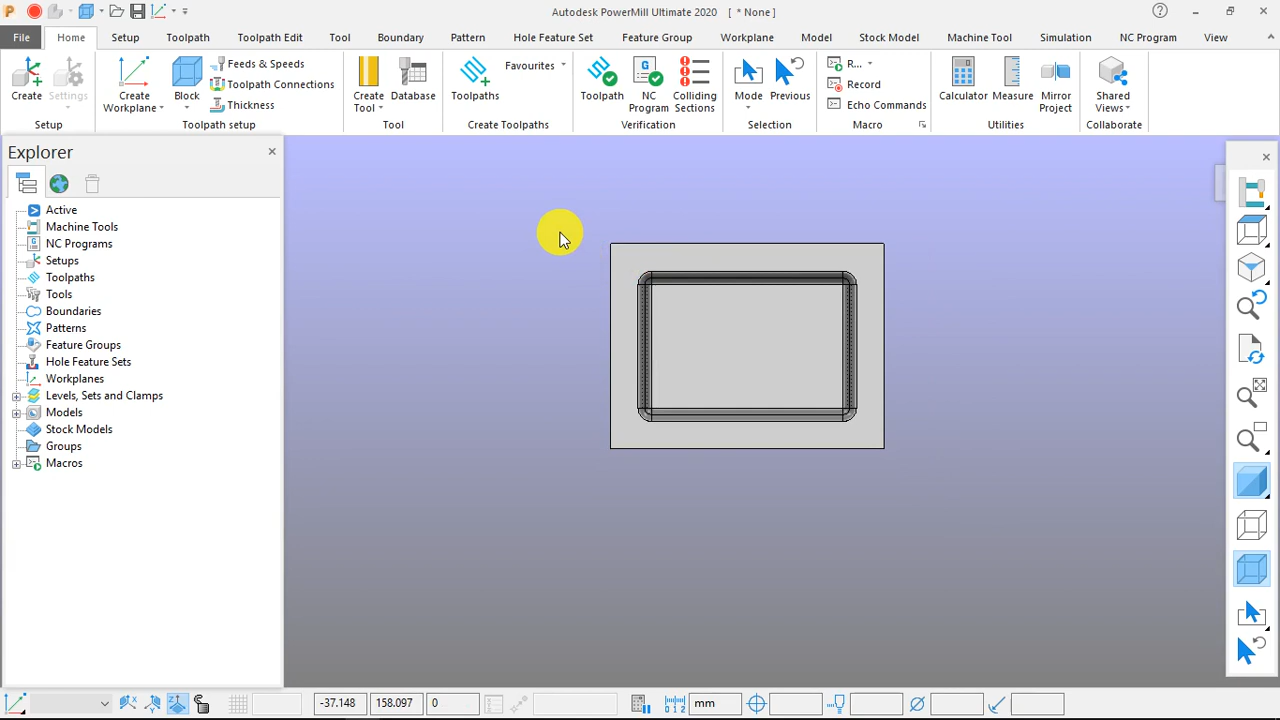 Autodesk PowerMill Ultimate 2020 [ * None ]
File Home Setup Toolpath Toolpath Edit Tool Boundary Pattern Hole Feature Set Feature Group Workplane Model Stock Model Machine Tool Simulation NC Program View
Create
Settings
Setup
Create
Workplane
Block
Feeds & Speeds
Toolpath Connections
Thickness
Toolpath setup
Create
Tool
Database
Tool
Toolpaths
Favourites
Create Toolpaths
Toolpath
NC
Program
Colliding
Sections
Verification
Mode
Previous
Selection
R...
Record
Echo Commands
Macro
Calculator
Measure
Mirror
Project
Utilities
Shared
Views
Collaborate
Explorer
Active
Machine Tools
NC Programs
Setups
Toolpaths
Tools
Boundaries
Patterns
Feature Groups
Hole Feature Sets
Workplanes
Levels, Sets and Clamps
Models
Stock Models
Groups
Macros
-37.148 158.097 0 mm